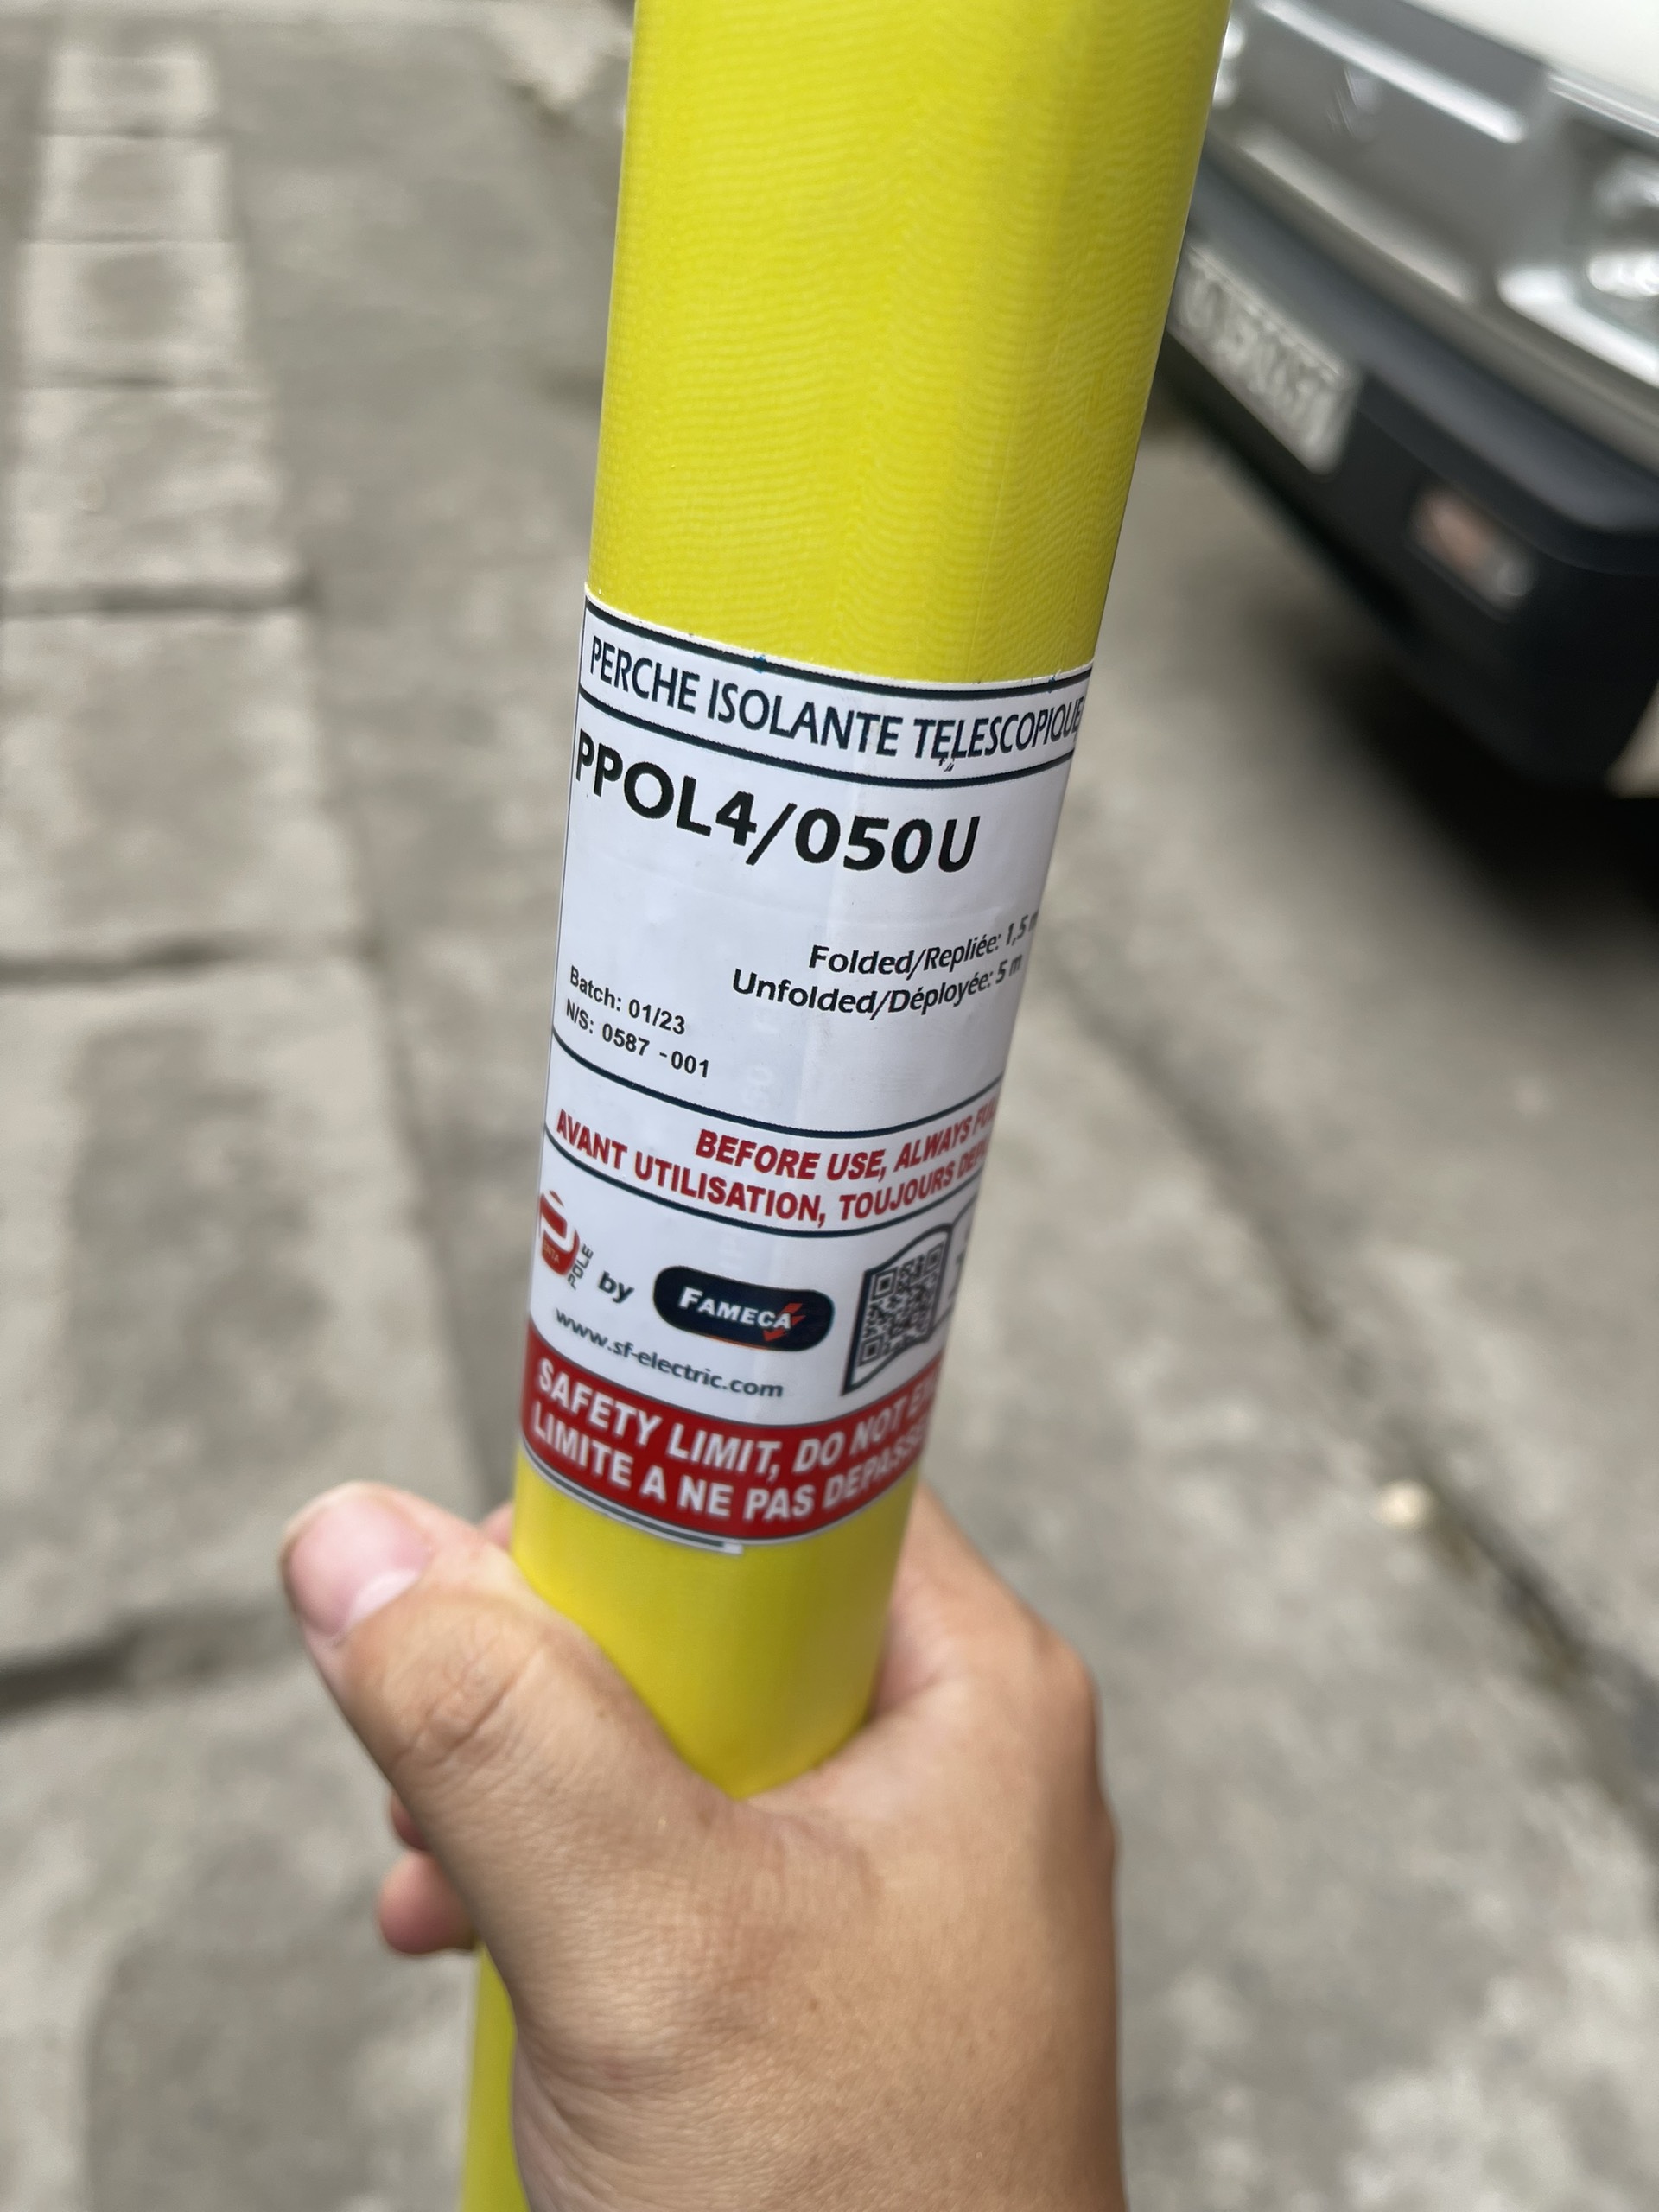 PERCHE ISOLANTE TELESCOPIQUE
PPOL4/050U
Folded/Repliée: 1,5 m
Unfolded/Déployée: 5 m
Batch: 01/23
N/S: 0587 -001
BEFORE USE, ALWAYS
AVANT UTILISATION, TOUJOURS
POLE by FAMECA
www.sf-electric.com
SAFETY LIMIT, DO NOT
LIMITE A NE PAS